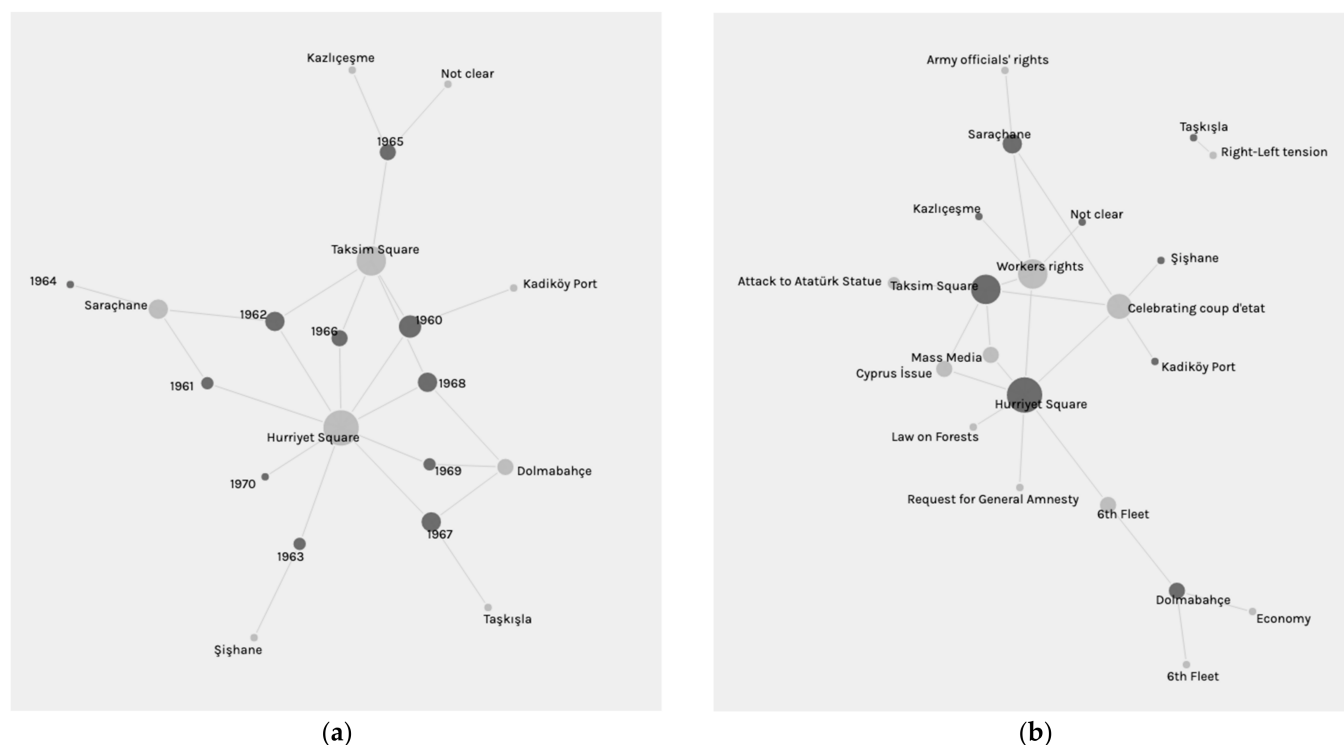 Kazlıçeşme
Not clear
1965
Taksim Square
1964
Saraçhane
Kadiköy Port
1962
1966
1960
1961
1968
Hurriyet Square
1970
1969
Dolmabahçe
1967
1963
Taşkışla
Şişhane
(a)
Army officials' rights
Saraçhane
Taşkışla
Right-Left tension
Kazlıçeşme
Not clear
Workers rights
Şişhane
Attack to Atatürk Statue
Taksim Square
Celebrating coup d'etat
Mass Media
Cyprus İssue
Kadiköy Port
Hurriyet Square
Law on Forests
Request for General Amnesty
6th Fleet
Dolmabahçe
Economy
6th Fleet
(b)